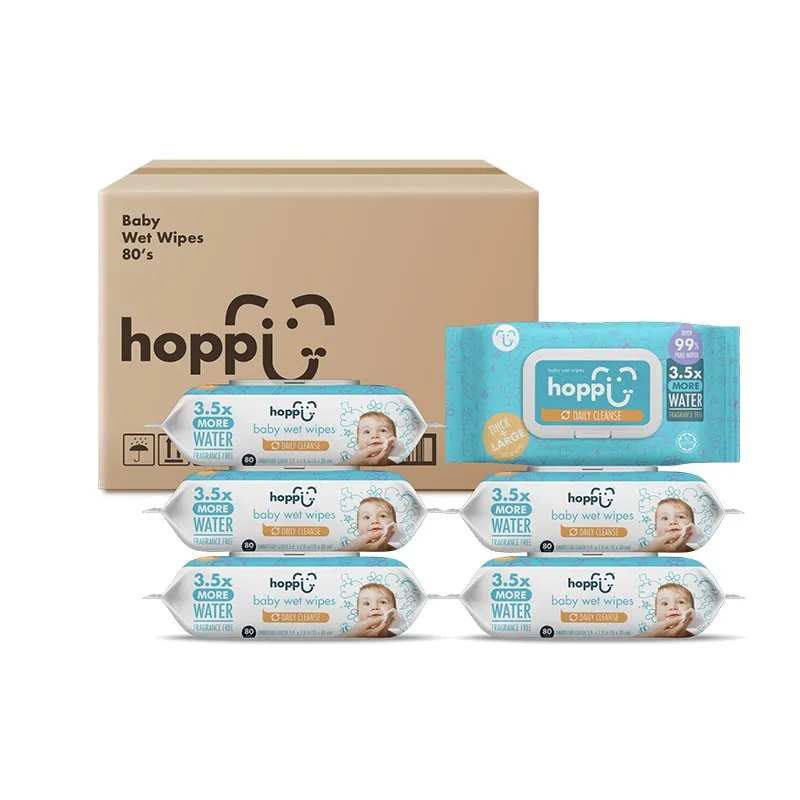 Baby
Wet Wipes
80's
hoppi
OVER
99%
PURE WATER
3.5x
MORE
WATER
FRAGRANCE FREE
baby wet wipes
hoppi
DAILY CLEANSE
THICK
+
LARGE
3.5x
MORE
WATER
FRAGRANCE FREE
hoppi
baby wet wipes
DAILY CLEANSE
80
3.5x
MORE
WATER
FRAGRANCE FREE
hoppi
baby wet wipes
DAILY CLEANSE
80
3.5x
MORE
WATER
FRAGRANCE FREE
hoppi
baby wet wipes
DAILY CLEANSE
80
3.5x
MORE
WATER
FRAGRANCE FREE
hoppi
baby wet wipes
DAILY CLEANSE
80
3.5x
MORE
WATER
FRAGRANCE FREE
hoppi
baby wet wipes
DAILY CLEANSE
80